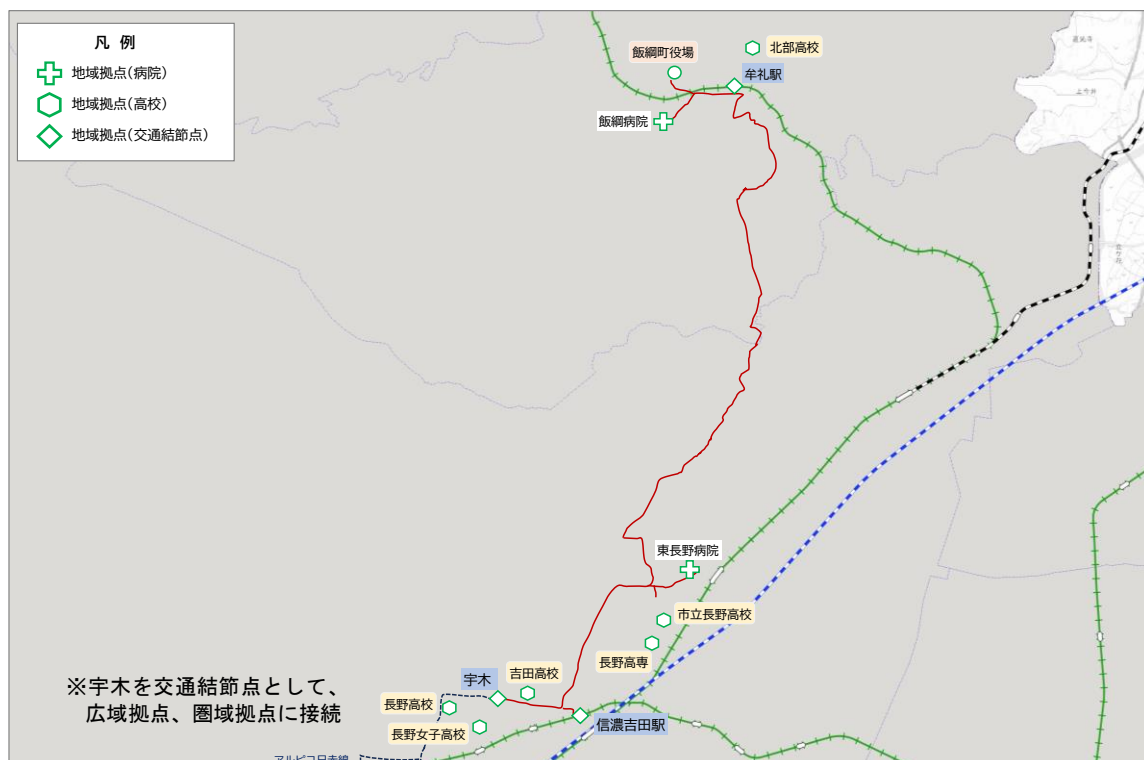 凡 例
地域拠点(病院)
地域拠点(高校)
地域拠点(交通結節点)
飯綱町役場
北部高校
牟礼駅
飯綱病院
上今井
東長野病院
市立長野高校
長野高専
吉田高校
宇木
長野高校
信濃吉田駅
長野女子高校
※宇木を交通結節点として、
広域拠点、圏域拠点に接続